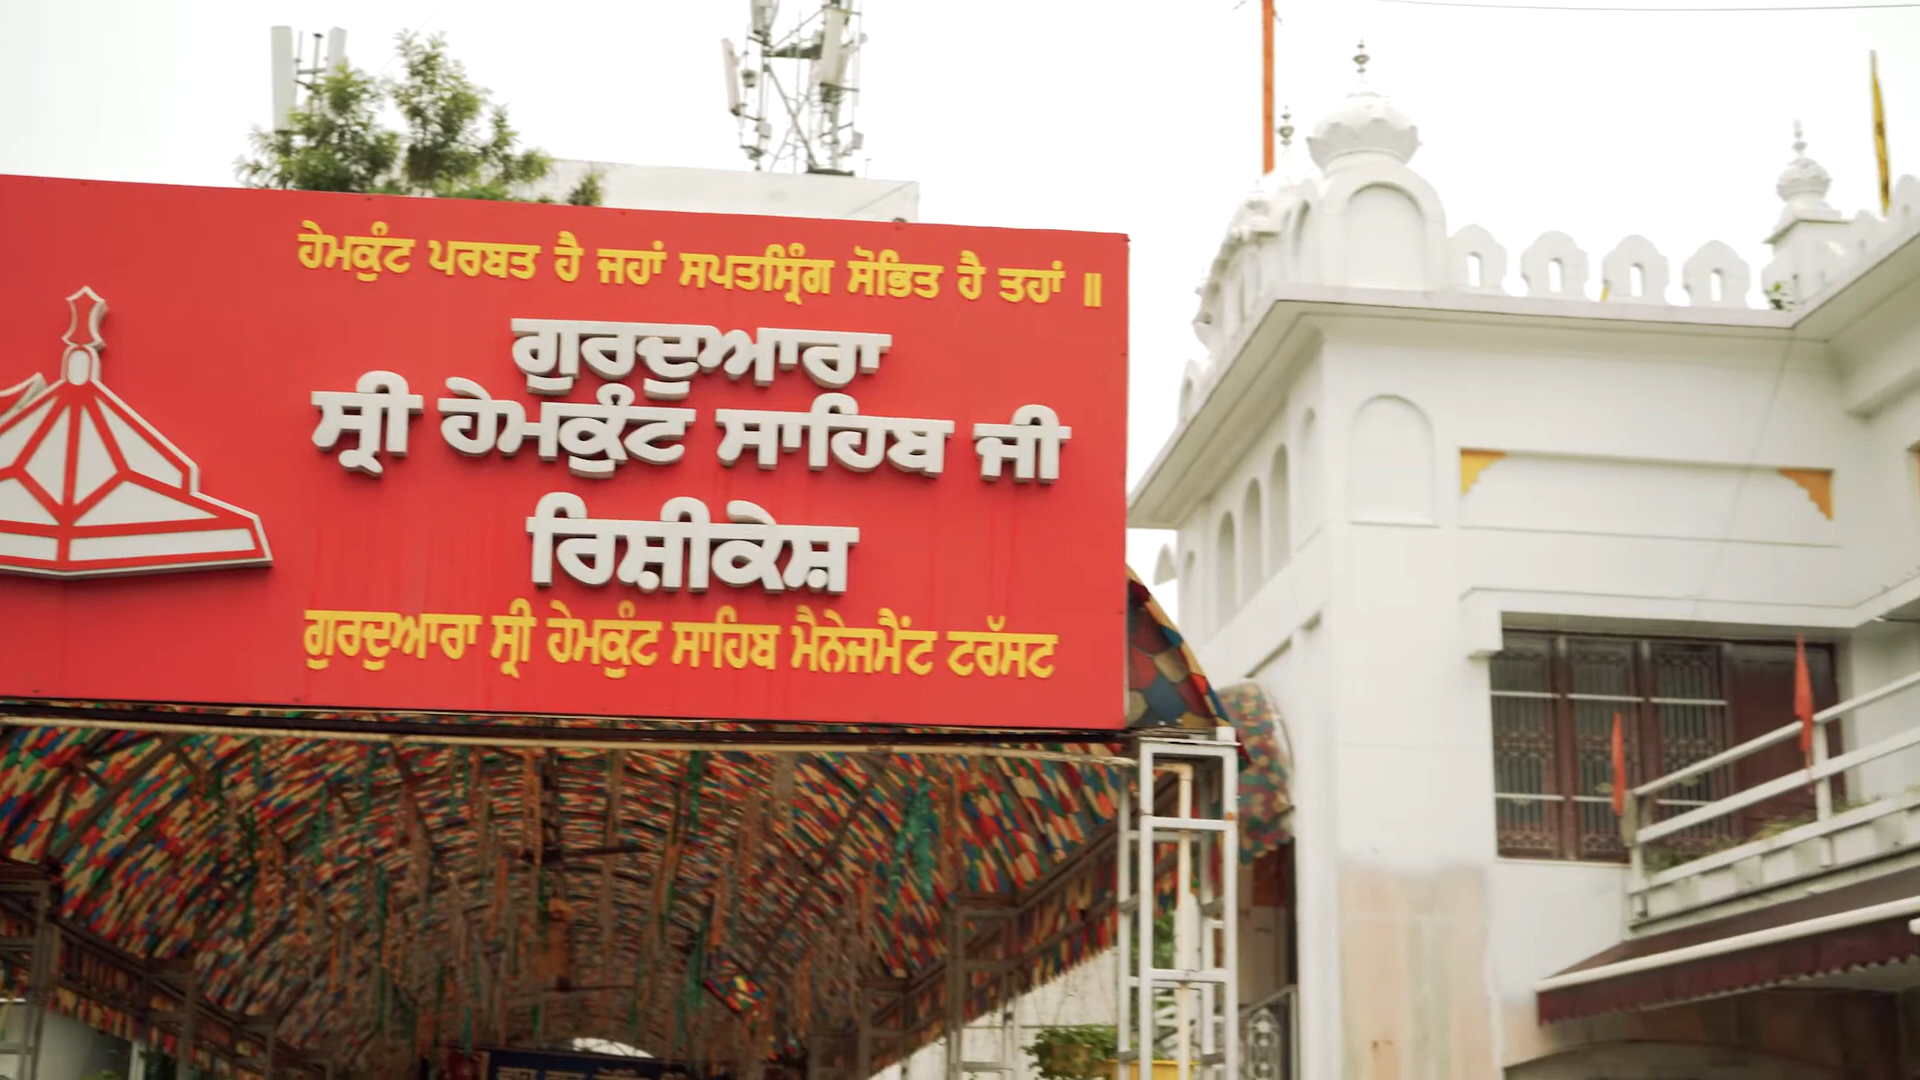 ਹੇਮਕੁੰਟ ਪਰਬਤ ਹੈ ਜਹਾਂ ਸਪਤਸ੍ਰਿੰਗ ਸੋਭਿਤ ਹੈ ਤਹਾਂ ॥
ਗੁਰਦੁਆਰਾ
ਸ੍ਰੀ ਹੇਮਕੁੰਟ ਸਾਹਿਬ ਜੀ
ਰਿਸ਼ੀਕੇਸ਼
ਗੁਰਦੁਆਰਾ ਸ੍ਰੀ ਹੇਮਕੁੰਟ ਸਾਹਿਬ ਮੈਨੇਜਮੈਂਟ ਟਰੱਸਟ